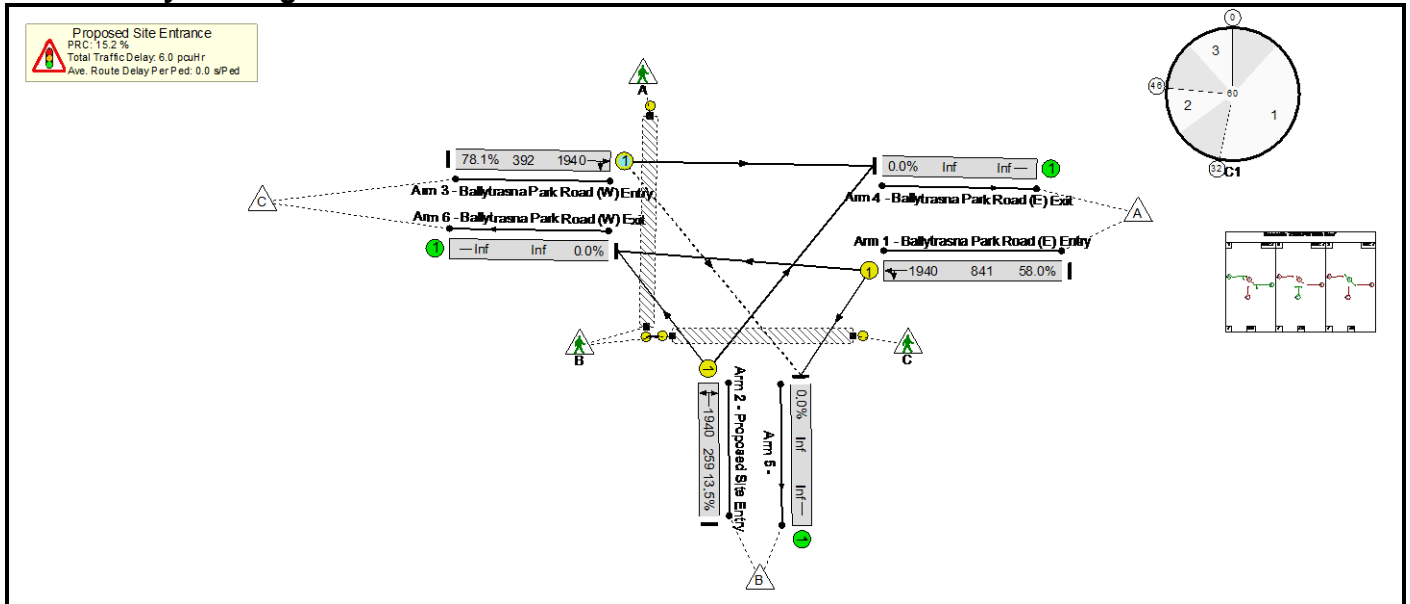 Proposed Site Entrance
PRC: 15.2 %
Total Traffic Delay: 6.0 pcuHr
Ave. Route Delay Per Ped: 0.0 s/Ped
A
0
3
46
60
2
1
32
C1
78.1% 392 1940
1
Arm 3 - Ballytrasna Park Road (W) Entry
0.0% Inf Inf
1
Arm 4 - Ballytrasna Park Road (E) Exit
C
A
Arm 6 - Ballytrasna Park Road (W) Exit
1
Inf Inf 0.0%
Arm 1 - Ballytrasna Park Road (E) Entry
1
1940 841 58.0%
B
C
1
1940 259 13.5%
Arm 2 - Proposed Site Entry
Arm 5 -
0.0% Inf Inf
1
B